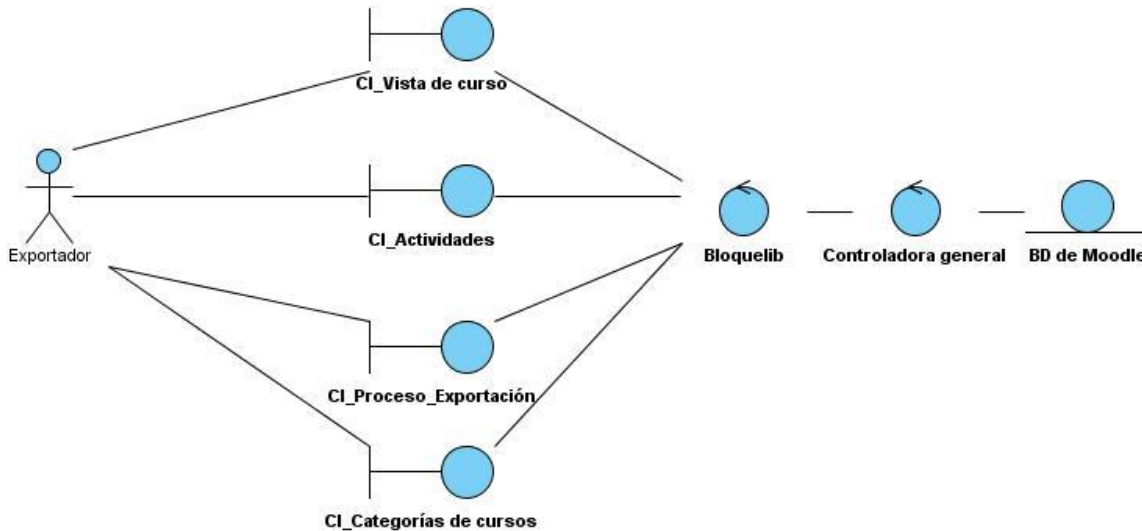 CI_Vista de curso
CI_Actividades
Exportador
Bloquelib
Controladora general
BD de Moodle
CI_Proceso_Exportación
CI_Categorías de cursos